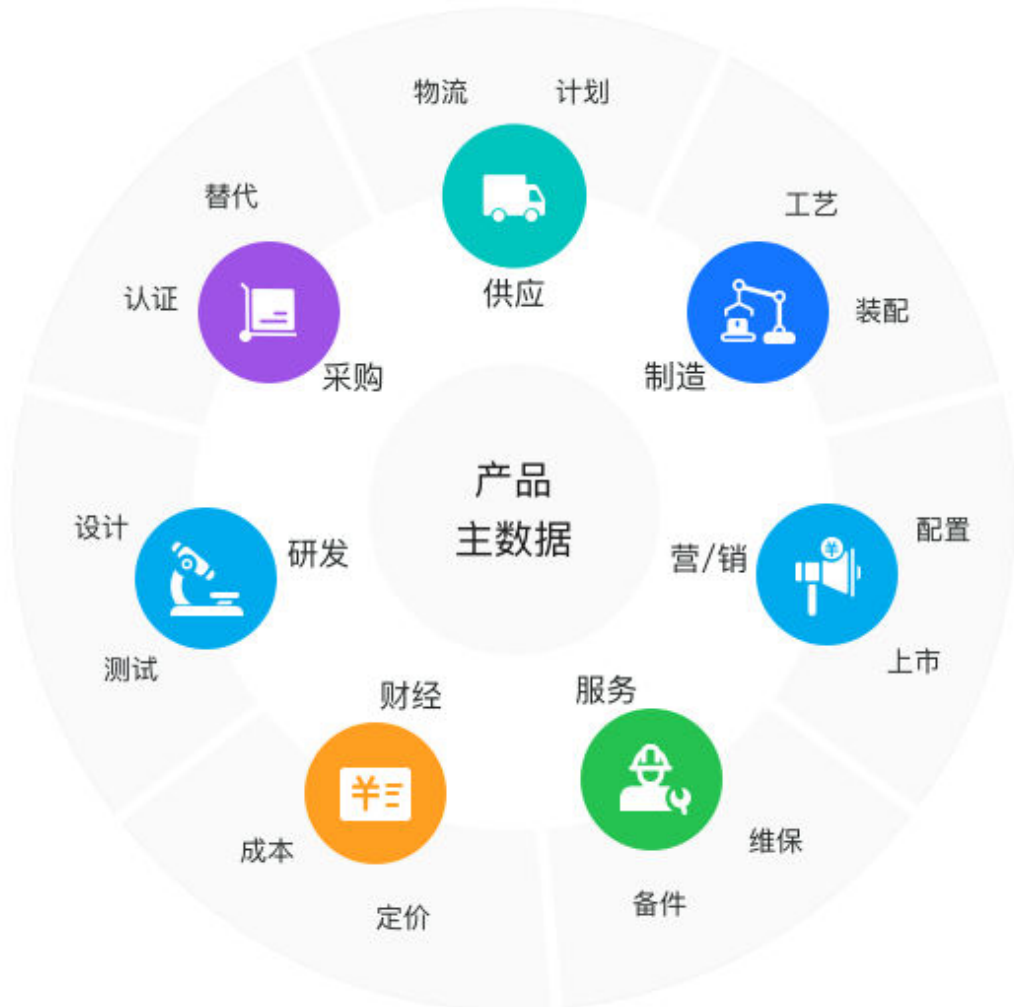 物流
计划
供应
替代
认证
采购
工艺
装配
制造
产品
主数据
设计
测试
研发
营/销
配置
上市
财经
成本
定价
服务
维保
备件
¥
¥